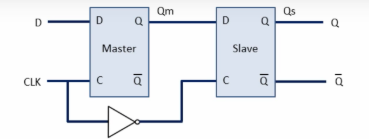 Qm Qs
D D Q D Q Q
Master Slave
CLK C Q̅ C Q̅ Q̅